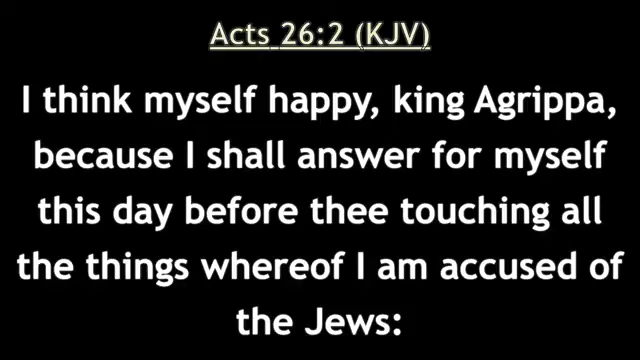 Acts 26:2 (KJV)
I think myself happy, king Agrippa,
because I shall answer for myself
this day before thee touching all
the things whereof I am accused of
the Jews: